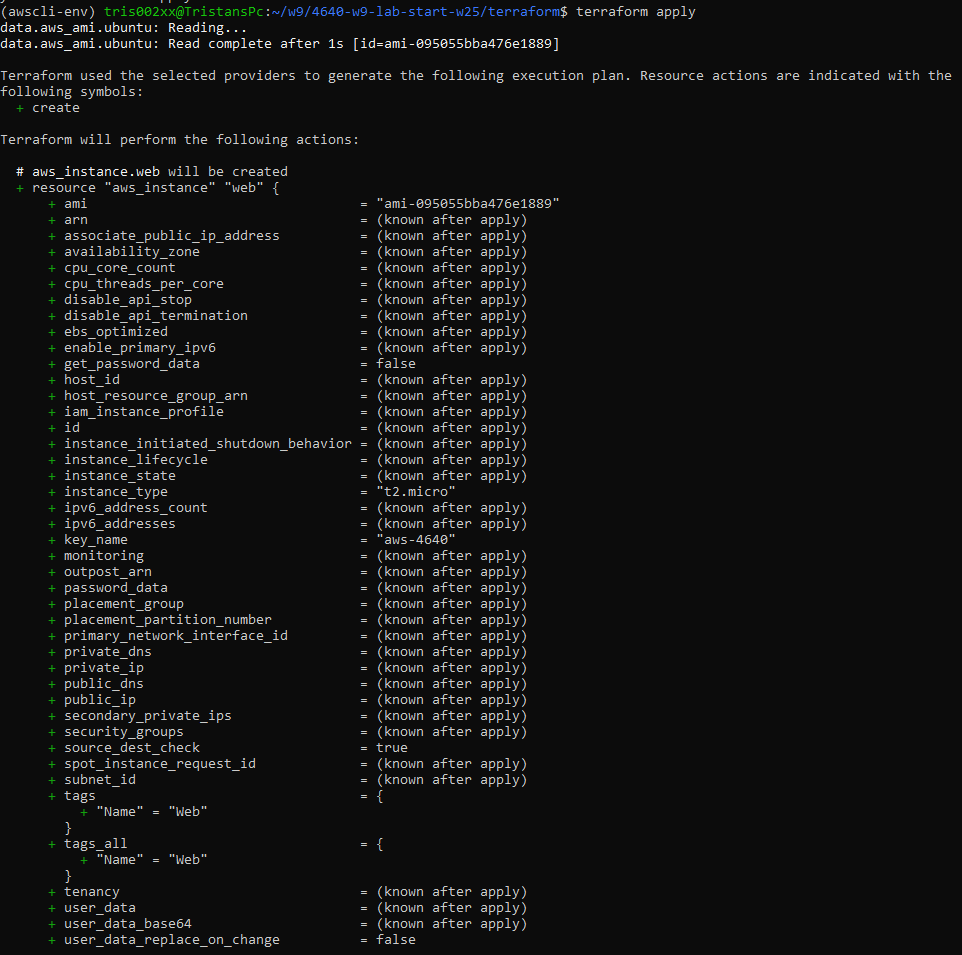 (awscli-env) tris002xx@TristansPc:~/w9/4640-w9-lab-start-w25/terraform$ terraform apply
data.aws_ami.ubuntu: Reading...
data.aws_ami.ubuntu: Read complete after 1s [id=ami-095055bba476e1889]
Terraform used the selected providers to generate the following execution plan. Resource actions are indicated with the
following symbols:
+ create
Terraform will perform the following actions:
# aws_instance.web will be created
+ resource "aws_instance" "web" {
+ ami = "ami-095055bba476e1889"
+ arn = (known after apply)
+ associate_public_ip_address = (known after apply)
+ availability_zone = (known after apply)
+ cpu_core_count = (known after apply)
+ cpu_threads_per_core = (known after apply)
+ disable_api_stop = (known after apply)
+ disable_api_termination = (known after apply)
+ ebs_optimized = (known after apply)
+ enable_primary_ipv6 = (known after apply)
+ get_password_data = false
+ host_id = (known after apply)
+ host_resource_group_arn = (known after apply)
+ iam_instance_profile = (known after apply)
+ id = (known after apply)
+ instance_initiated_shutdown_behavior = (known after apply)
+ instance_lifecycle = (known after apply)
+ instance_state = (known after apply)
+ instance_type = "t2.micro"
+ ipv6_address_count = (known after apply)
+ ipv6_addresses = (known after apply)
+ key_name = "aws-4640"
+ monitoring = (known after apply)
+ outpost_arn = (known after apply)
+ password_data = (known after apply)
+ placement_group = (known after apply)
+ placement_partition_number = (known after apply)
+ primary_network_interface_id = (known after apply)
+ private_dns = (known after apply)
+ private_ip = (known after apply)
+ public_dns = (known after apply)
+ public_ip = (known after apply)
+ secondary_private_ips = (known after apply)
+ security_groups = (known after apply)
+ source_dest_check = true
+ spot_instance_request_id = (known after apply)
+ subnet_id = (known after apply)
+ tags = {
+ "Name" = "Web"
}
+ tags_all = {
+ "Name" = "Web"
}
+ tenancy = (known after apply)
+ user_data = (known after apply)
+ user_data_base64 = (known after apply)
+ user_data_replace_on_change = false